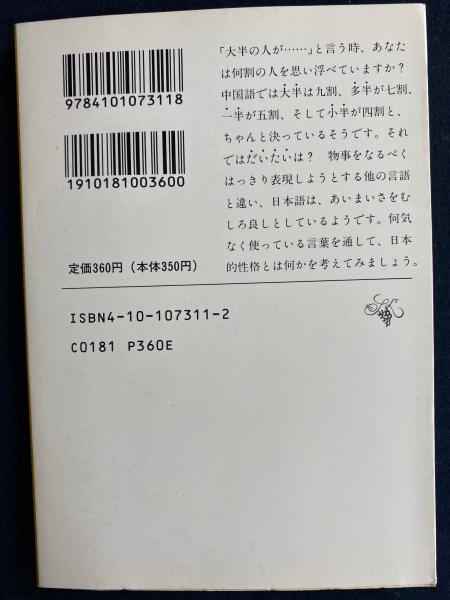 9784101073118
1910181003600
定価360円（本体350円）
「大半の人が……」と言う時、あなた
は何割の人を思い浮べていますか？
中国語では大半は九割、多半が七割、
一半が五割、そして小半が四割と、
ちゃんと決っているそうです。それ
ではだいたいは？　物事をなるべく
はっきり表現しようとする他の言語
と違い、日本語は、あいまいさをむ
しろ良しとしているようです。何気
なく使っている言葉を通して、日本
的性格とは何かを考えてみましょう。
ISBN4-10-107311-2
C0181 P360E